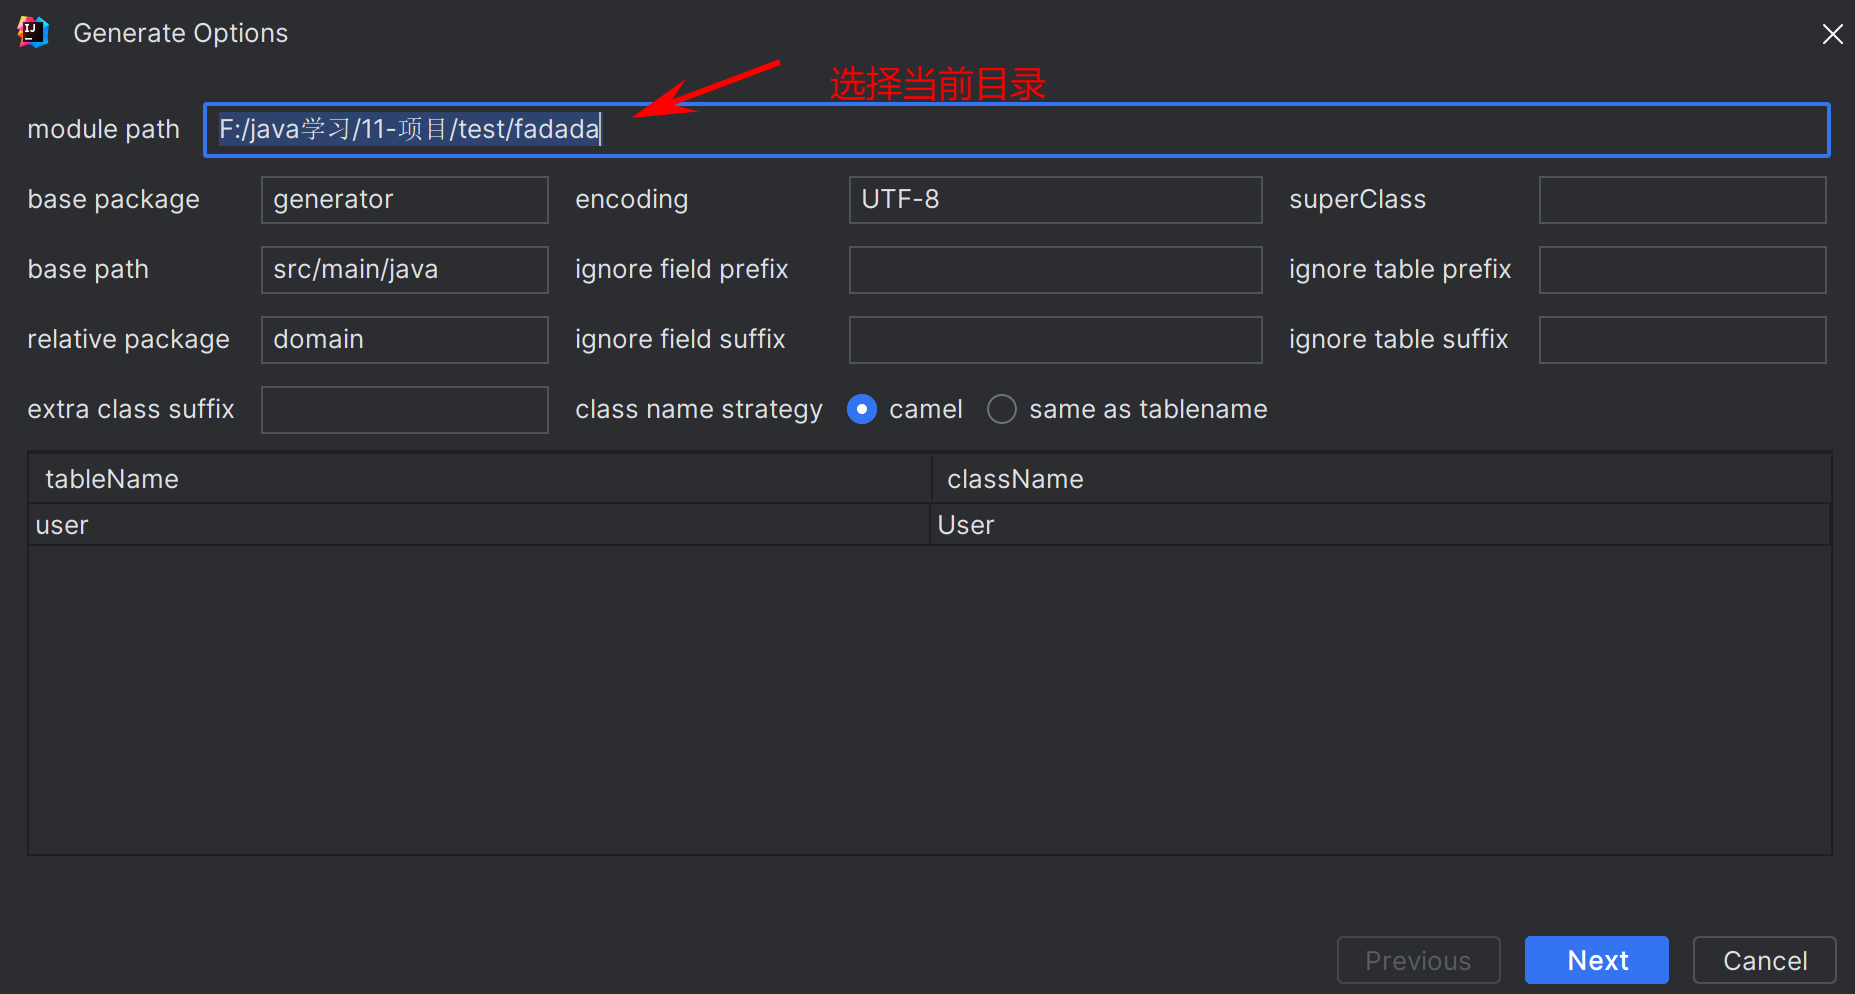 IJ
Generate Options
选择当前目录
module path F:/java学习/11-项目/test/fadada
base package generator encoding UTF-8 superClass
base path src/main/java ignore field prefix ignore table prefix
relative package domain ignore field suffix ignore table suffix
extra class suffix class name strategy camel same as tablename
tableName className
user User
Previous Next Cancel